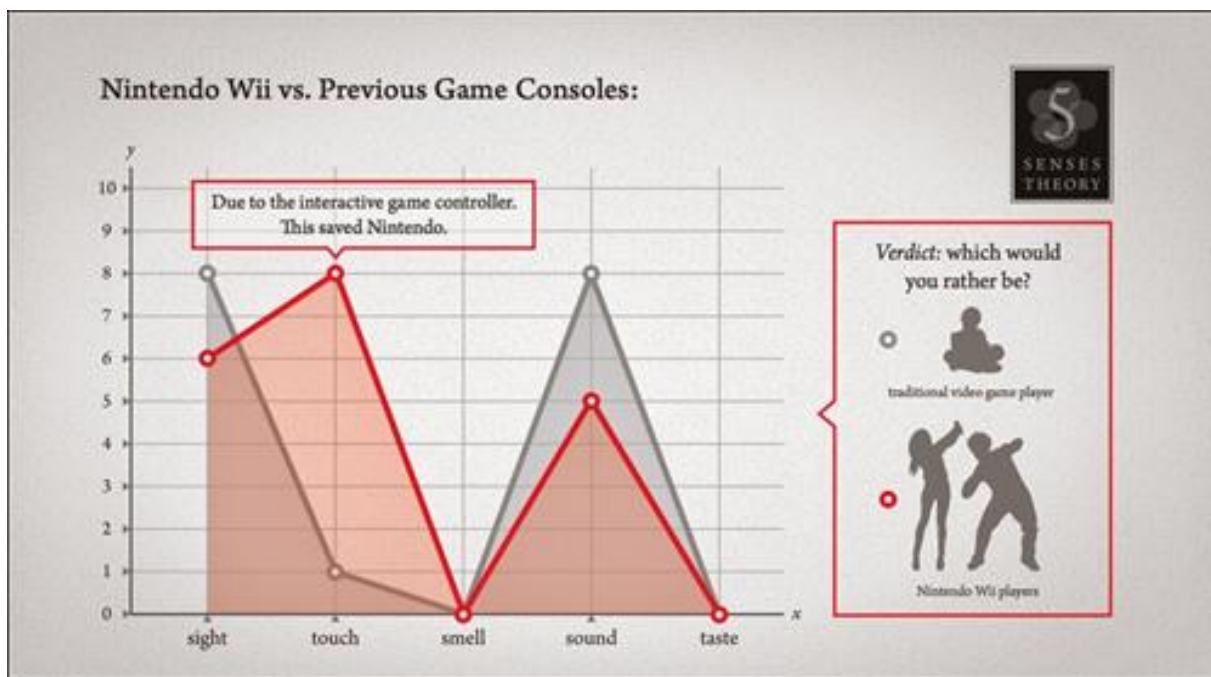 Nintendo Wii vs. Previous Game Consoles:
5
SENSES
THEORY
y
10
9
8
7
6
5
4
3
2
1
0
Due to the interactive game controller.
This saved Nintendo.
sight touch smell sound taste
x
Verdict: which would
you rather be?
traditional video game player
Nintendo Wii players